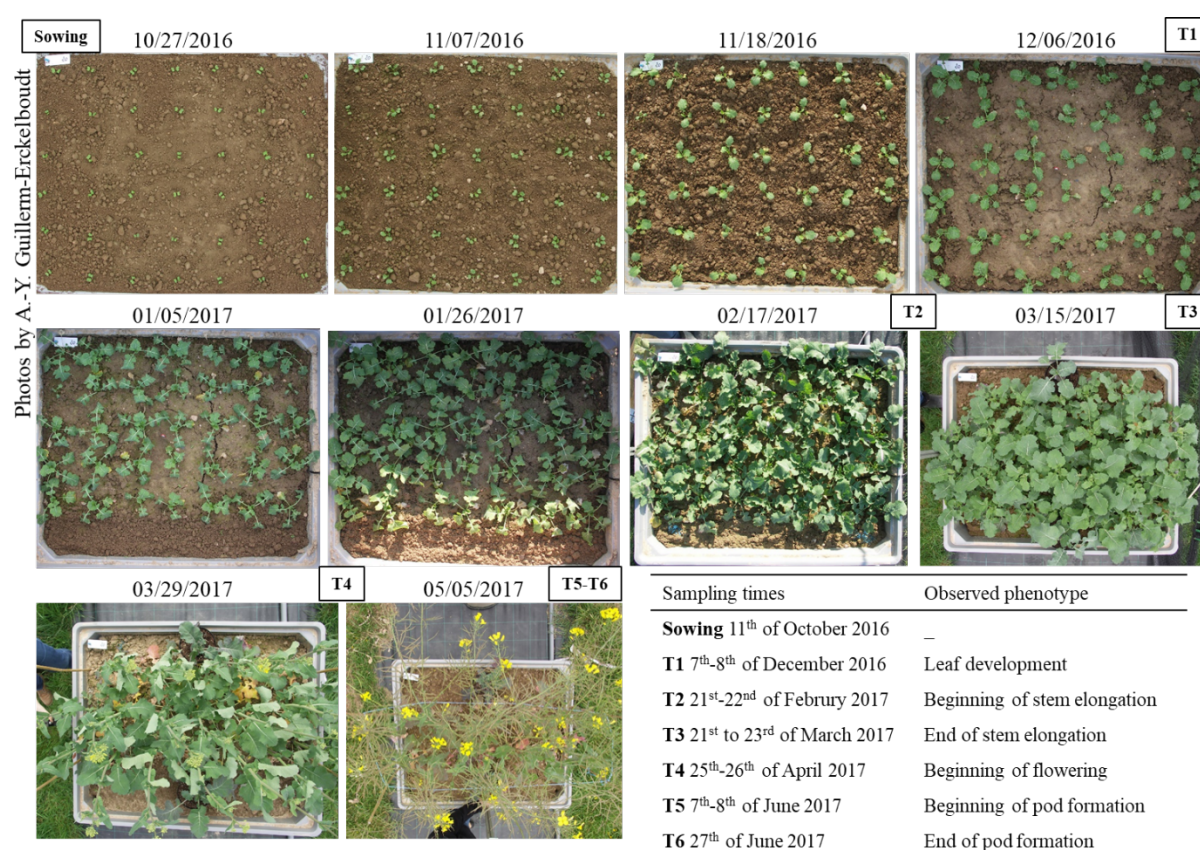 Sowing
10/27/2016
11/07/2016
11/18/2016
12/06/2016
T1
Photos by A.-Y. Guillerm-Erckelboudt
01/05/2017
01/26/2017
02/17/2017
T2
03/15/2017
T3
03/29/2017
T4
05/05/2017
T5-T6
Sampling times Observed phenotype
Sowing 11th of October 2016 _
T1 7th-8th of December 2016 Leaf development
T2 21st-22nd of Februry 2017 Beginning of stem elongation
T3 21st to 23rd of March 2017 End of stem elongation
T4 25th-26th of April 2017 Beginning of flowering
T5 7th-8th of June 2017 Beginning of pod formation
T6 27th of June 2017 End of pod formation